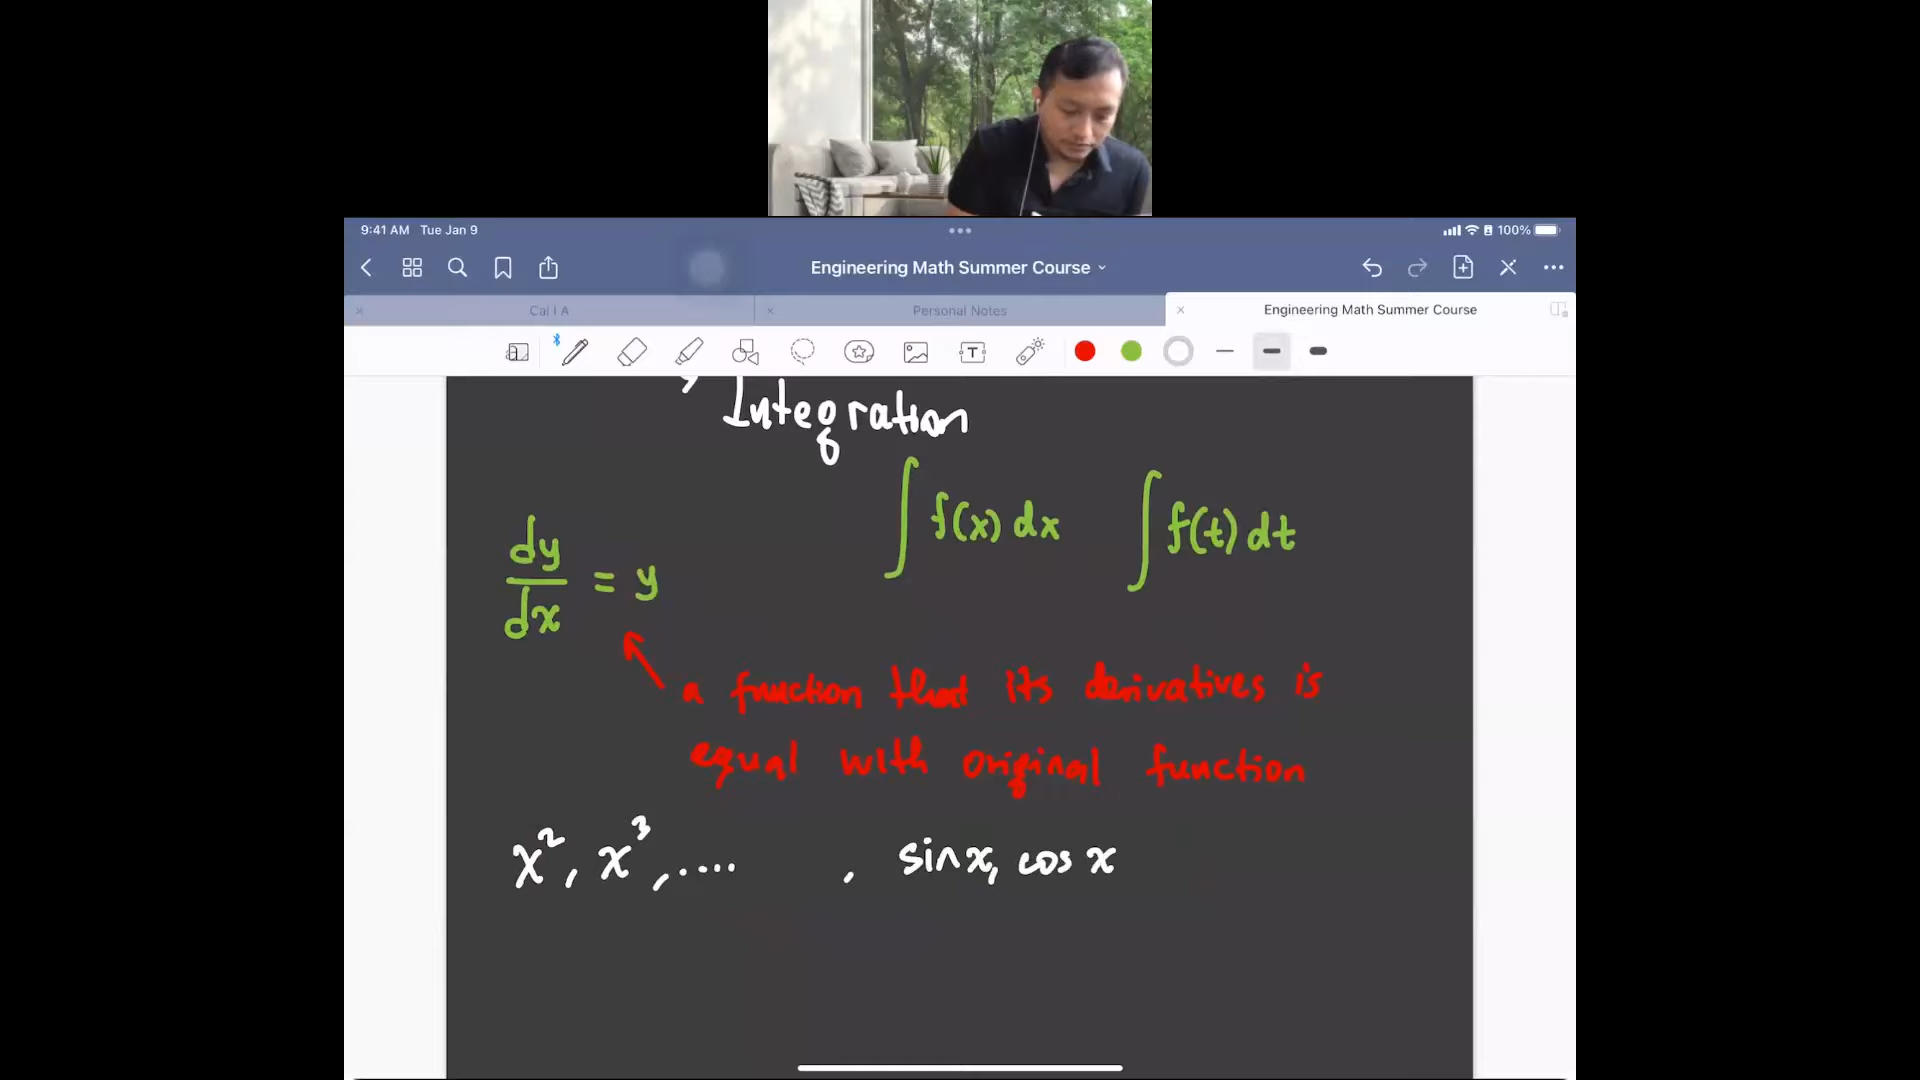 9:41 AM Tue Jan 9
100%
Engineering Math Summer Course
Cal I A
Personal Notes
Engineering Math Summer Course
T
Integration
∫ f(x) dx ∫ f(t) dt
dy/dx = y
a function that its derivatives is
equal with original function
x², x³, .... , sin x, cos x